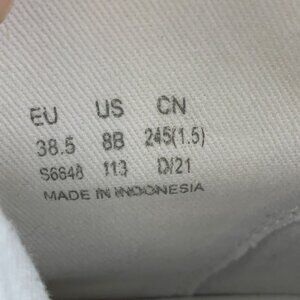 EU US CN
38.5 8B 245(1.5)
S6648 113 D/21
MADE IN INDONESIA